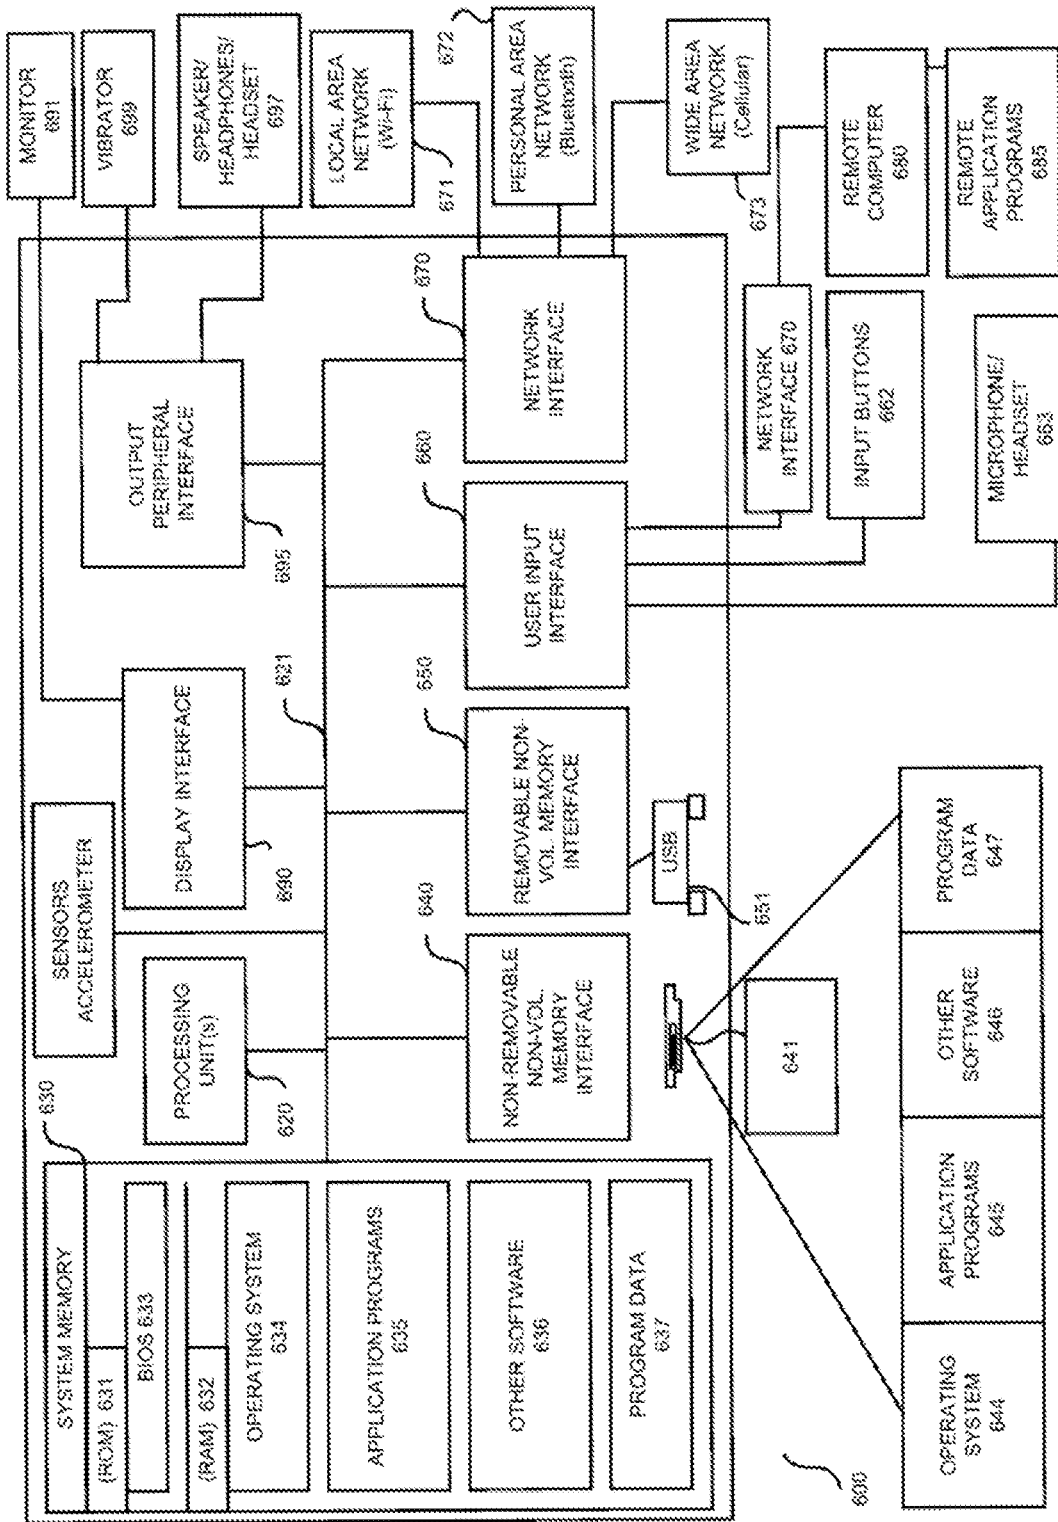 SYSTEM MEMORY
(ROM) 631
BIOS 633
(RAM) 632
OPERATING SYSTEM
634
APPLICATION PROGRAMS
635
OTHER SOFTWARE
636
PROGRAM DATA
637
630
PROCESSING
UNIT(s)
620
SENSORS
ACCELEROMETER
DISPLAY INTERFACE
690
621
OUTPUT
PERIPHERAL
INTERFACE
695
MONITOR
691
VIBRATOR
699
SPEAKER/
HEADPHONES/
HEADSET
697
LOCAL AREA
NETWORK
(Wi-Fi)
671
672
PERSONAL AREA
NETWORK
(Bluetooth)
WIDE AREA
NETWORK
(Cellular)
673
NON-REMOVABLE
NON-VOL.
MEMORY
INTERFACE
640
REMOVABLE NON-
VOL. MEMORY
INTERFACE
650
USER INPUT
INTERFACE
660
NETWORK
INTERFACE
670
USB
651
641
NETWORK
INTERFACE 670
REMOTE
COMPUTER
680
REMOTE
APPLICATION
PROGRAMS
685
INPUT BUTTONS
662
MICROPHONE/
HEADSET
663
600
OPERATING
SYSTEM
644
APPLICATION
PROGRAMS
645
OTHER
SOFTWARE
646
PROGRAM
DATA
647